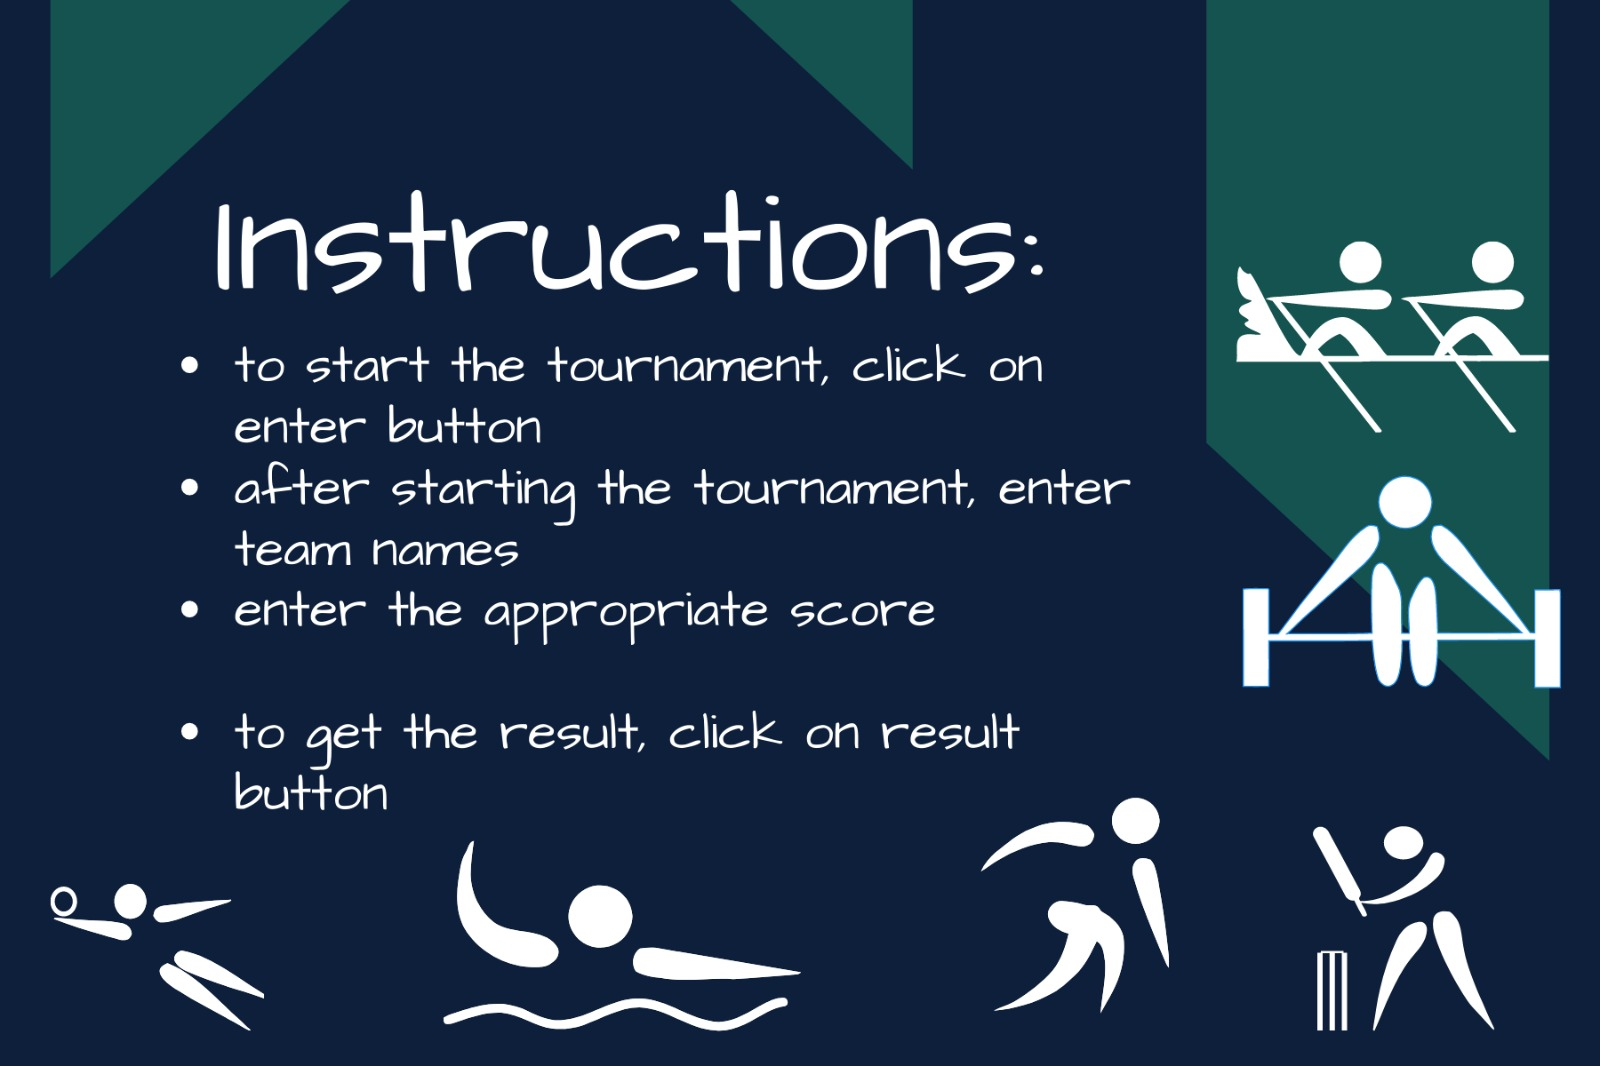 Instructions:
• to start the tournament, click on
enter button
• after starting the tournament, enter
team names
• enter the appropriate score
• to get the result, click on result
button